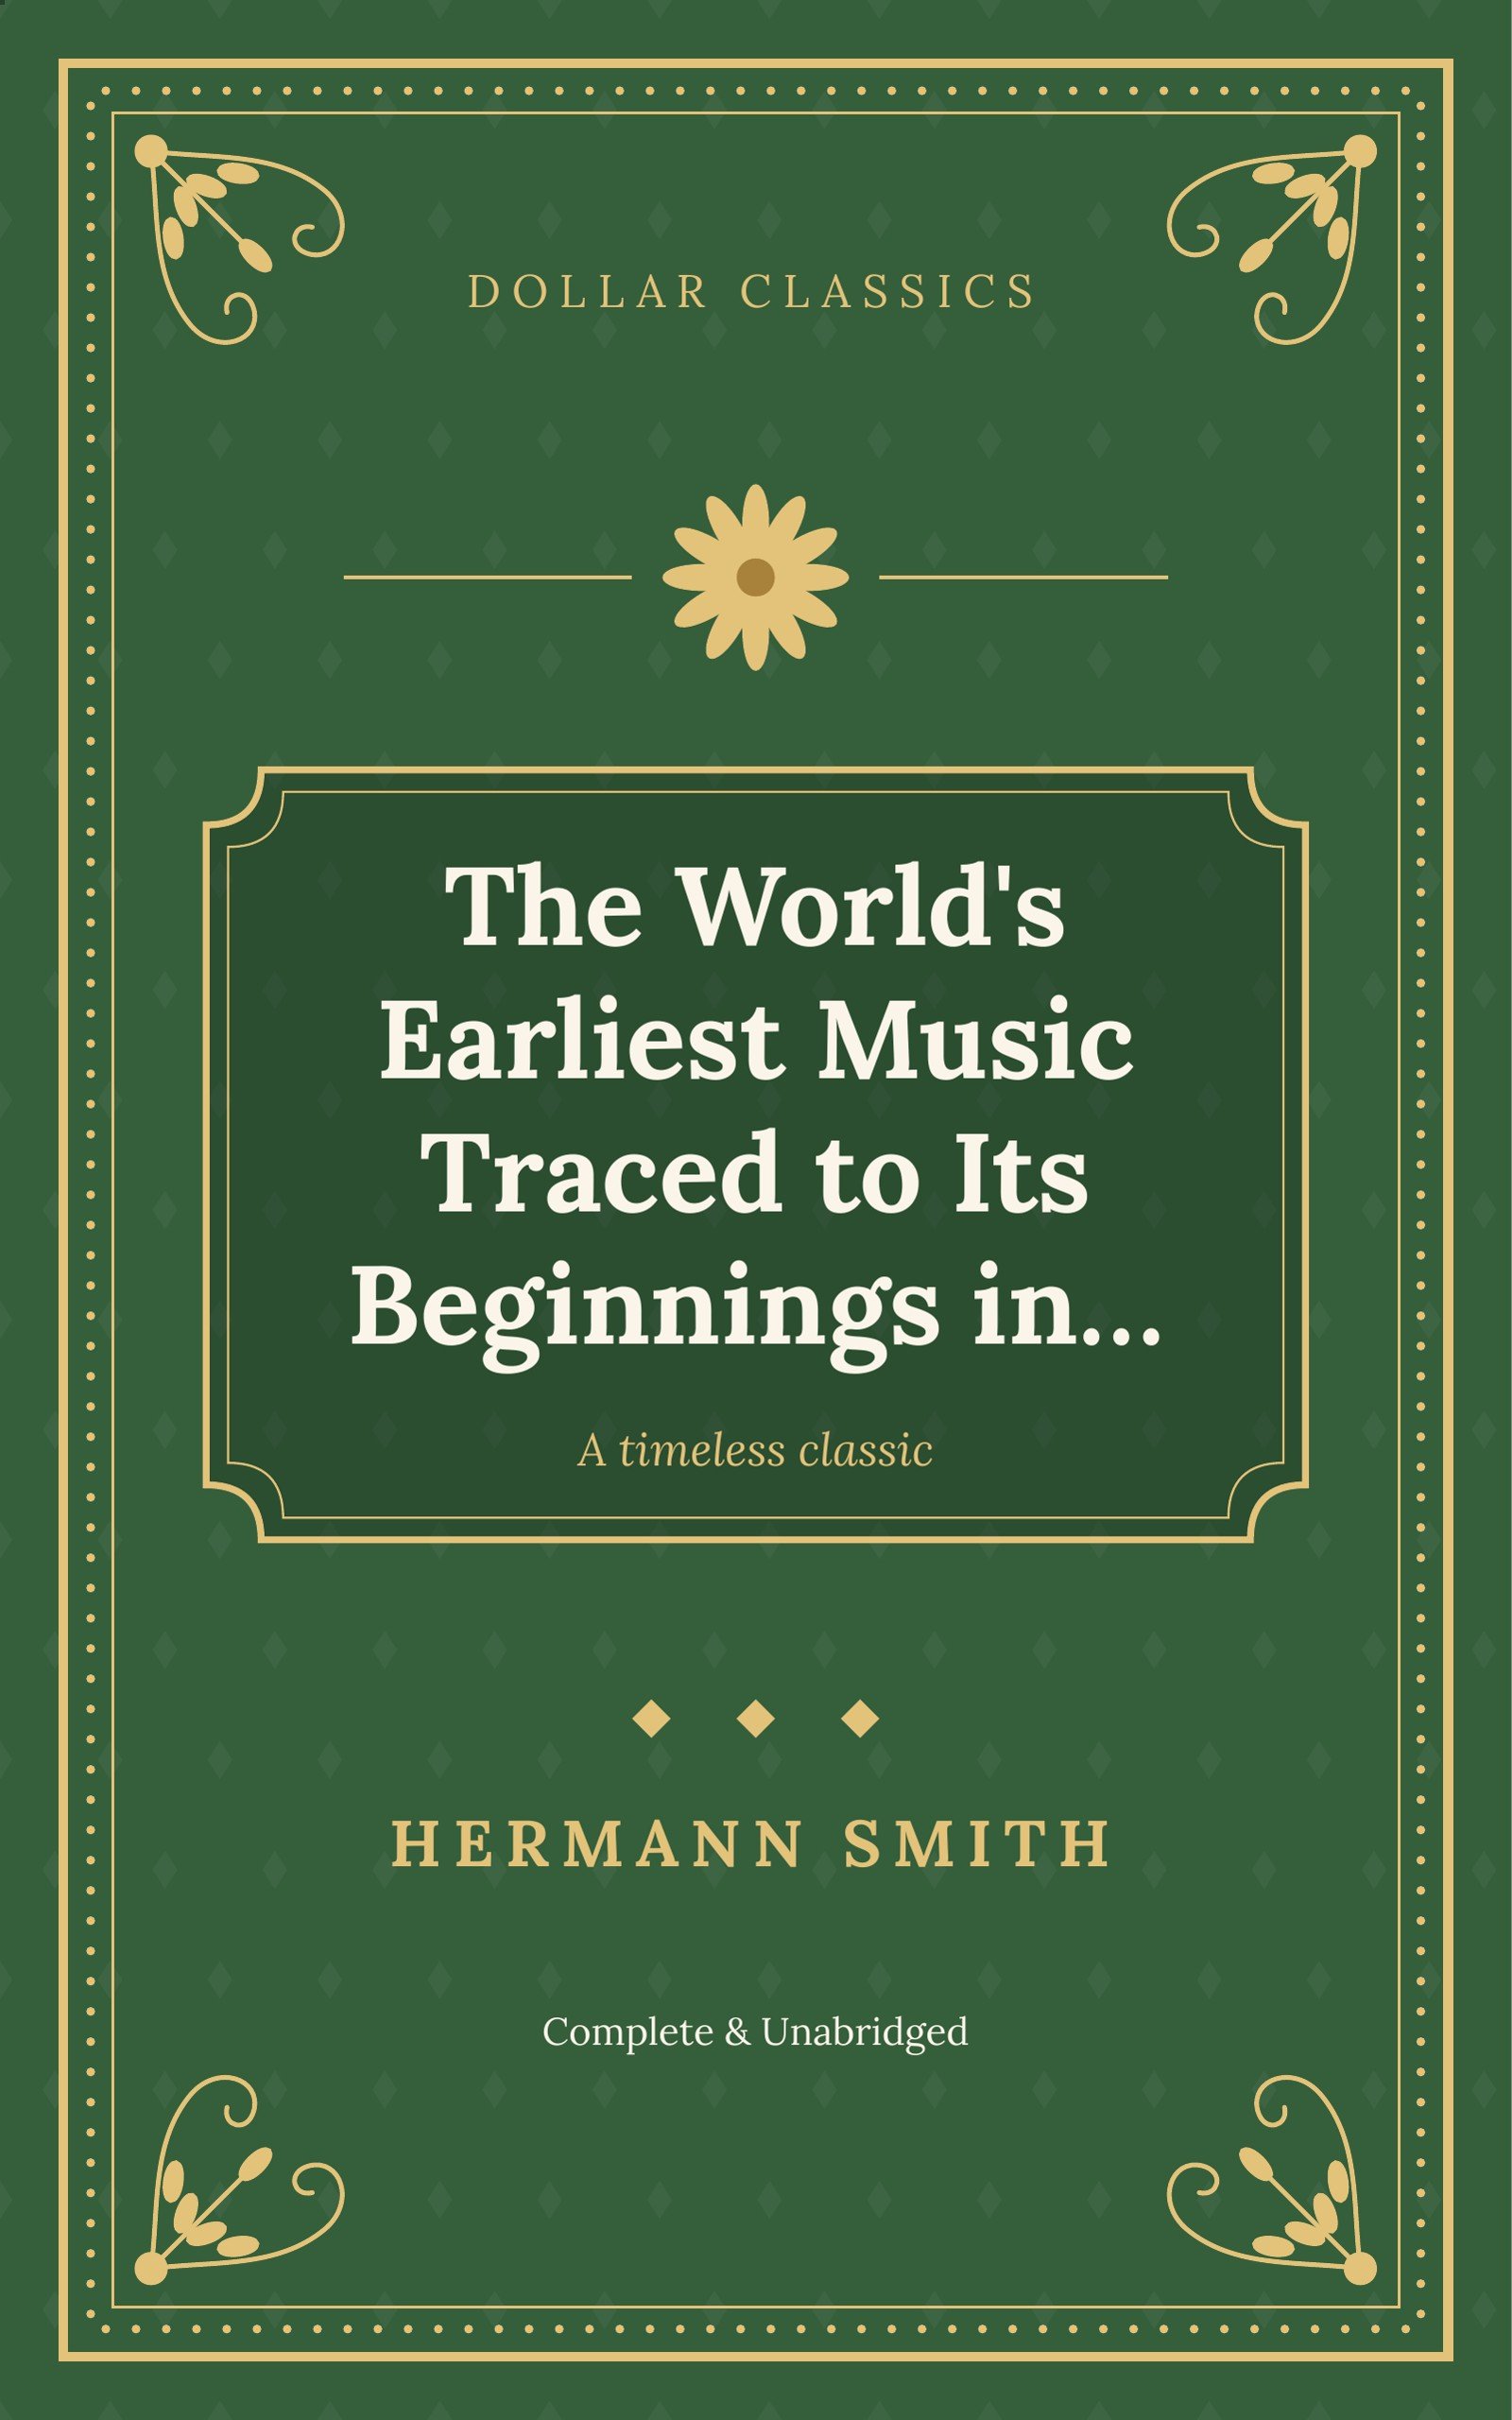 DOLLAR CLASSICS
The World's
Earliest Music
Traced to Its
Beginnings in...
A timeless classic
HERMANN SMITH
Complete & Unabridged